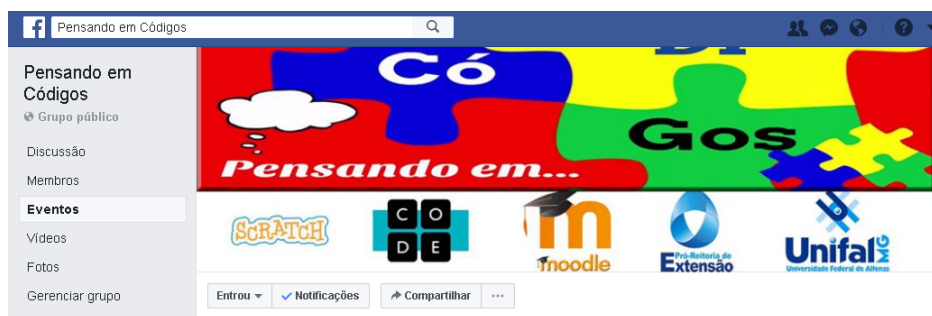 Pensando em Códigos
Pensando em
Códigos
Grupo público
Discussão
Membros
Eventos
Vídeos
Fotos
Gerenciar grupo
Có
Di
Gos
Pensando em...
SCRATCH
C O
D E
moodle
Pró-Reitoria de
Extensão
Unifal MG
Universidade Federal de Alfenas
Entrou
Notificações
Compartilhar